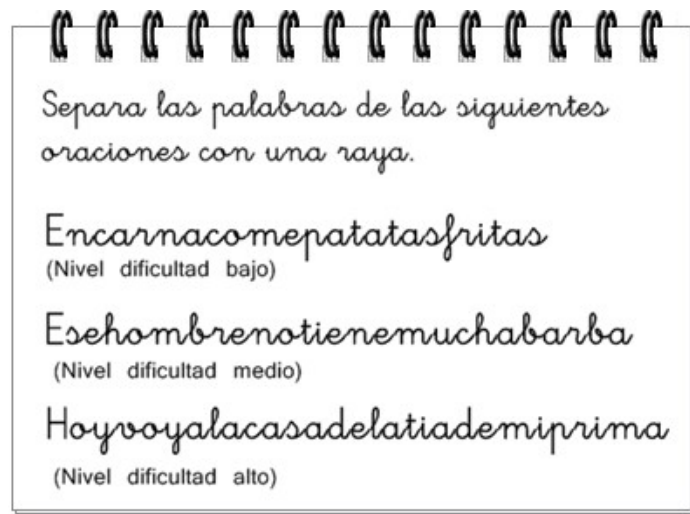 Separa las palabras de las siguientes
oraciones con una raya.
Encarnacomepatatasfritas
(Nivel dificultad bajo)
Esehombrenotienemuchabarba
(Nivel dificultad medio)
Hoyvoyalacasadelatiademiprima
(Nivel dificultad alto)